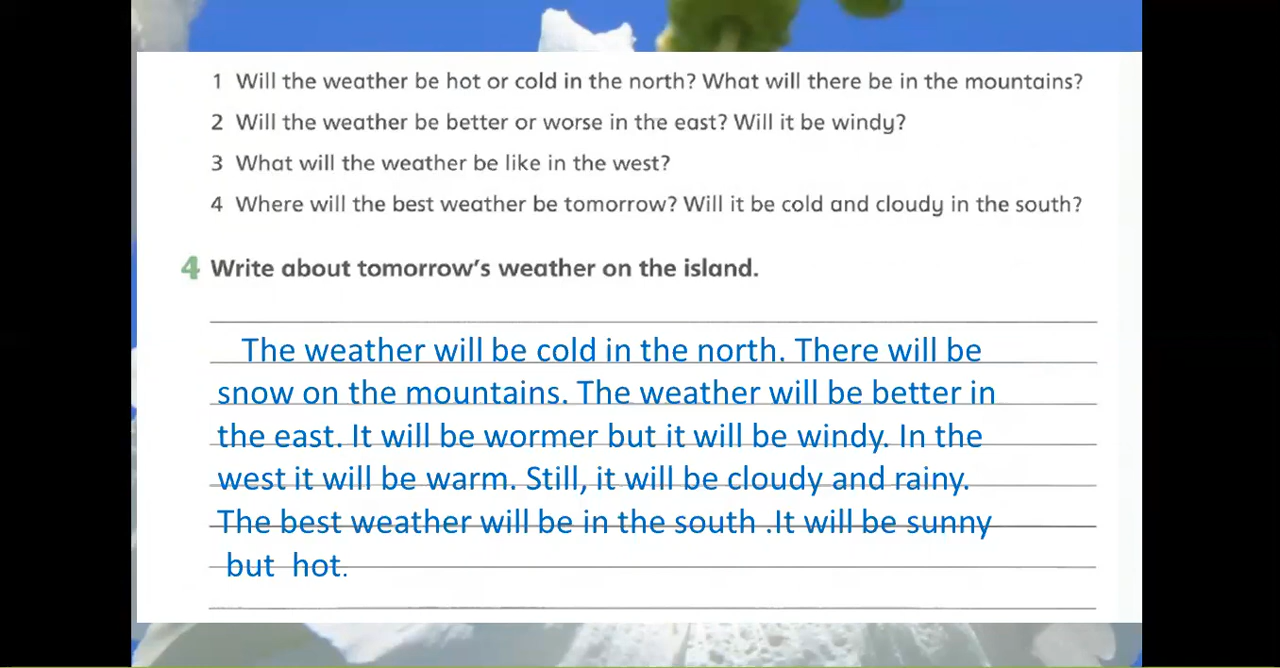 1 Will the weather be hot or cold in the north? What will there be in the mountains?
2 Will the weather be better or worse in the east? Will it be windy?
3 What will the weather be like in the west?
4 Where will the best weather be tomorrow? Will it be cold and cloudy in the south?
4 Write about tomorrow's weather on the island.
The weather will be cold in the north. There will be
snow on the mountains. The weather will be better in
the east. It will be wormer but it will be windy. In the
west it will be warm. Still, it will be cloudy and rainy.
The best weather will be in the south .It will be sunny
but hot.